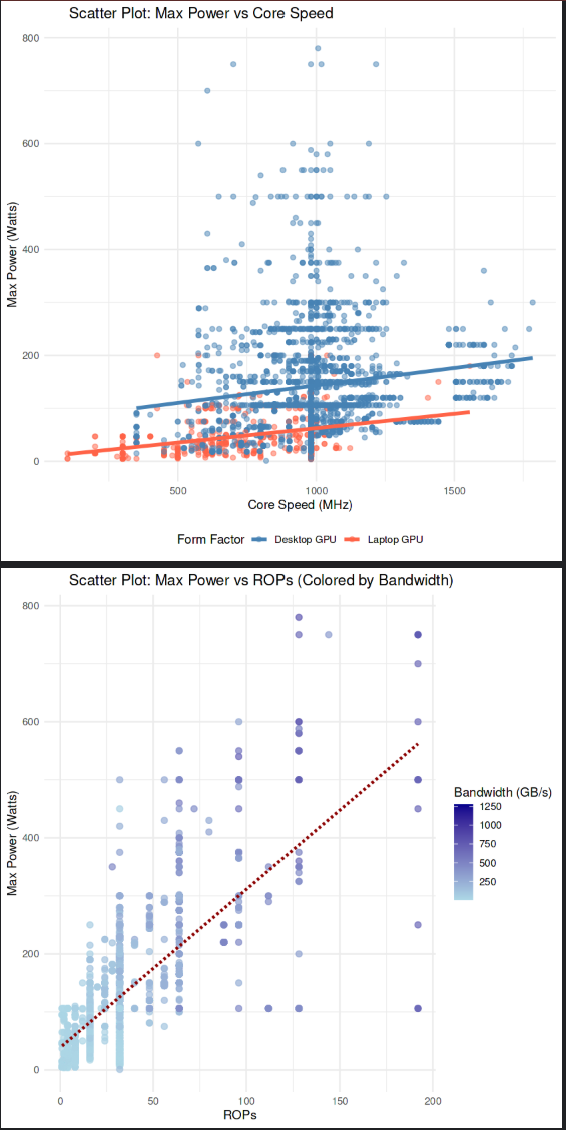 Scatter Plot: Max Power vs Core Speed
Max Power (Watts)
800
600
400
200
0
500 1000 1500
Core Speed (MHz)
Form Factor Desktop GPU Laptop GPU
Scatter Plot: Max Power vs ROPs (Colored by Bandwidth)
Max Power (Watts)
800
600
400
200
0
0 50 100 150 200
ROPs
Bandwidth (GB/s)
1250
1000
750
500
250